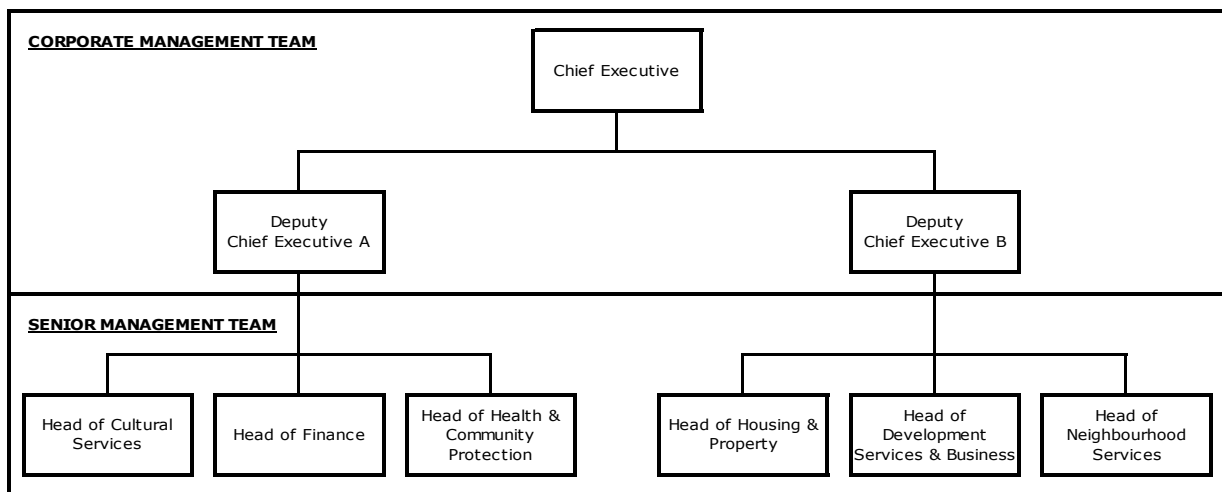 CORPORATE MANAGEMENT TEAM
Chief Executive
Deputy
Chief Executive A
Deputy
Chief Executive B
SENIOR MANAGEMENT TEAM
Head of Cultural
Services
Head of Finance
Head of Health &
Community
Protection
Head of Housing &
Property
Head of
Development
Services & Business
Head of
Neighbourhood
Services